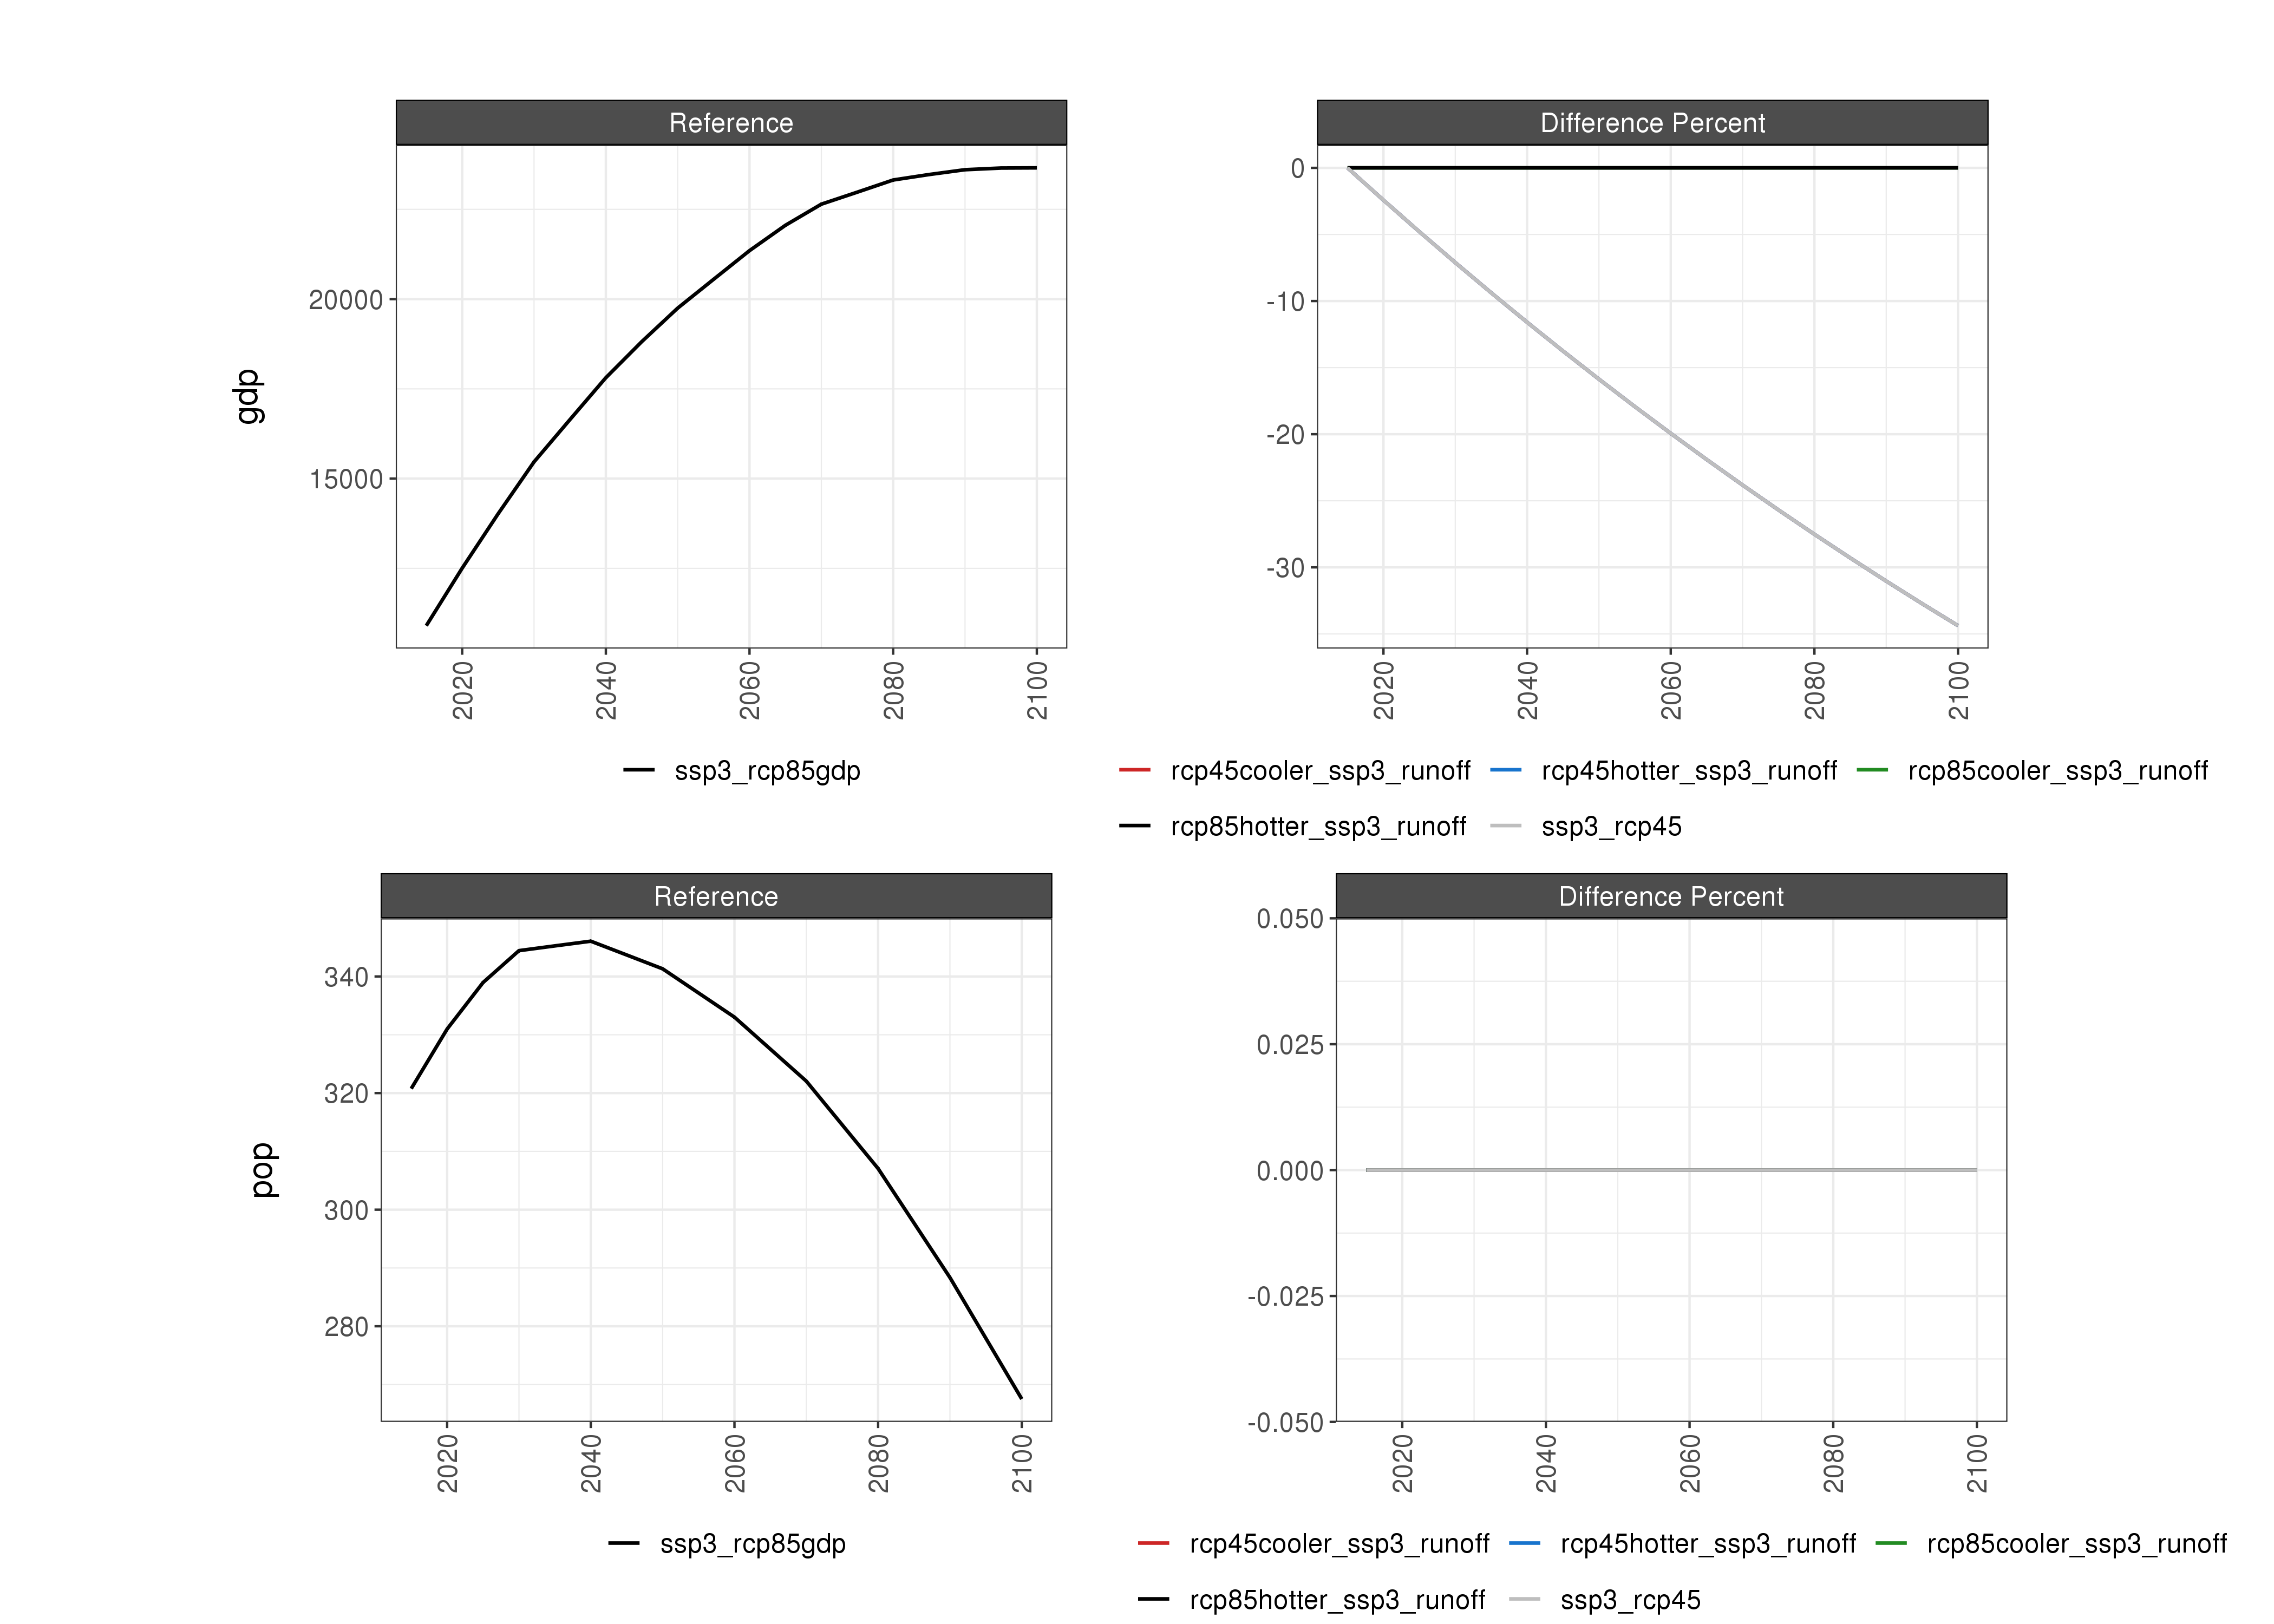 Reference
Difference Percent
gdp
20000
15000
2020
2040
2060
2080
2100
0
-10
-20
-30
2020
2040
2060
2080
2100
ssp3_rcp85gdp
rcp45cooler_ssp3_runoff
rcp45hotter_ssp3_runoff
rcp85cooler_ssp3_runoff
rcp85hotter_ssp3_runoff
ssp3_rcp45
Reference
Difference Percent
pop
340
320
300
280
2020
2040
2060
2080
2100
0.050
0.025
0.000
-0.025
-0.050
2020
2040
2060
2080
2100
ssp3_rcp85gdp
rcp45cooler_ssp3_runoff
rcp45hotter_ssp3_runoff
rcp85cooler_ssp3_runoff
rcp85hotter_ssp3_runoff
ssp3_rcp45